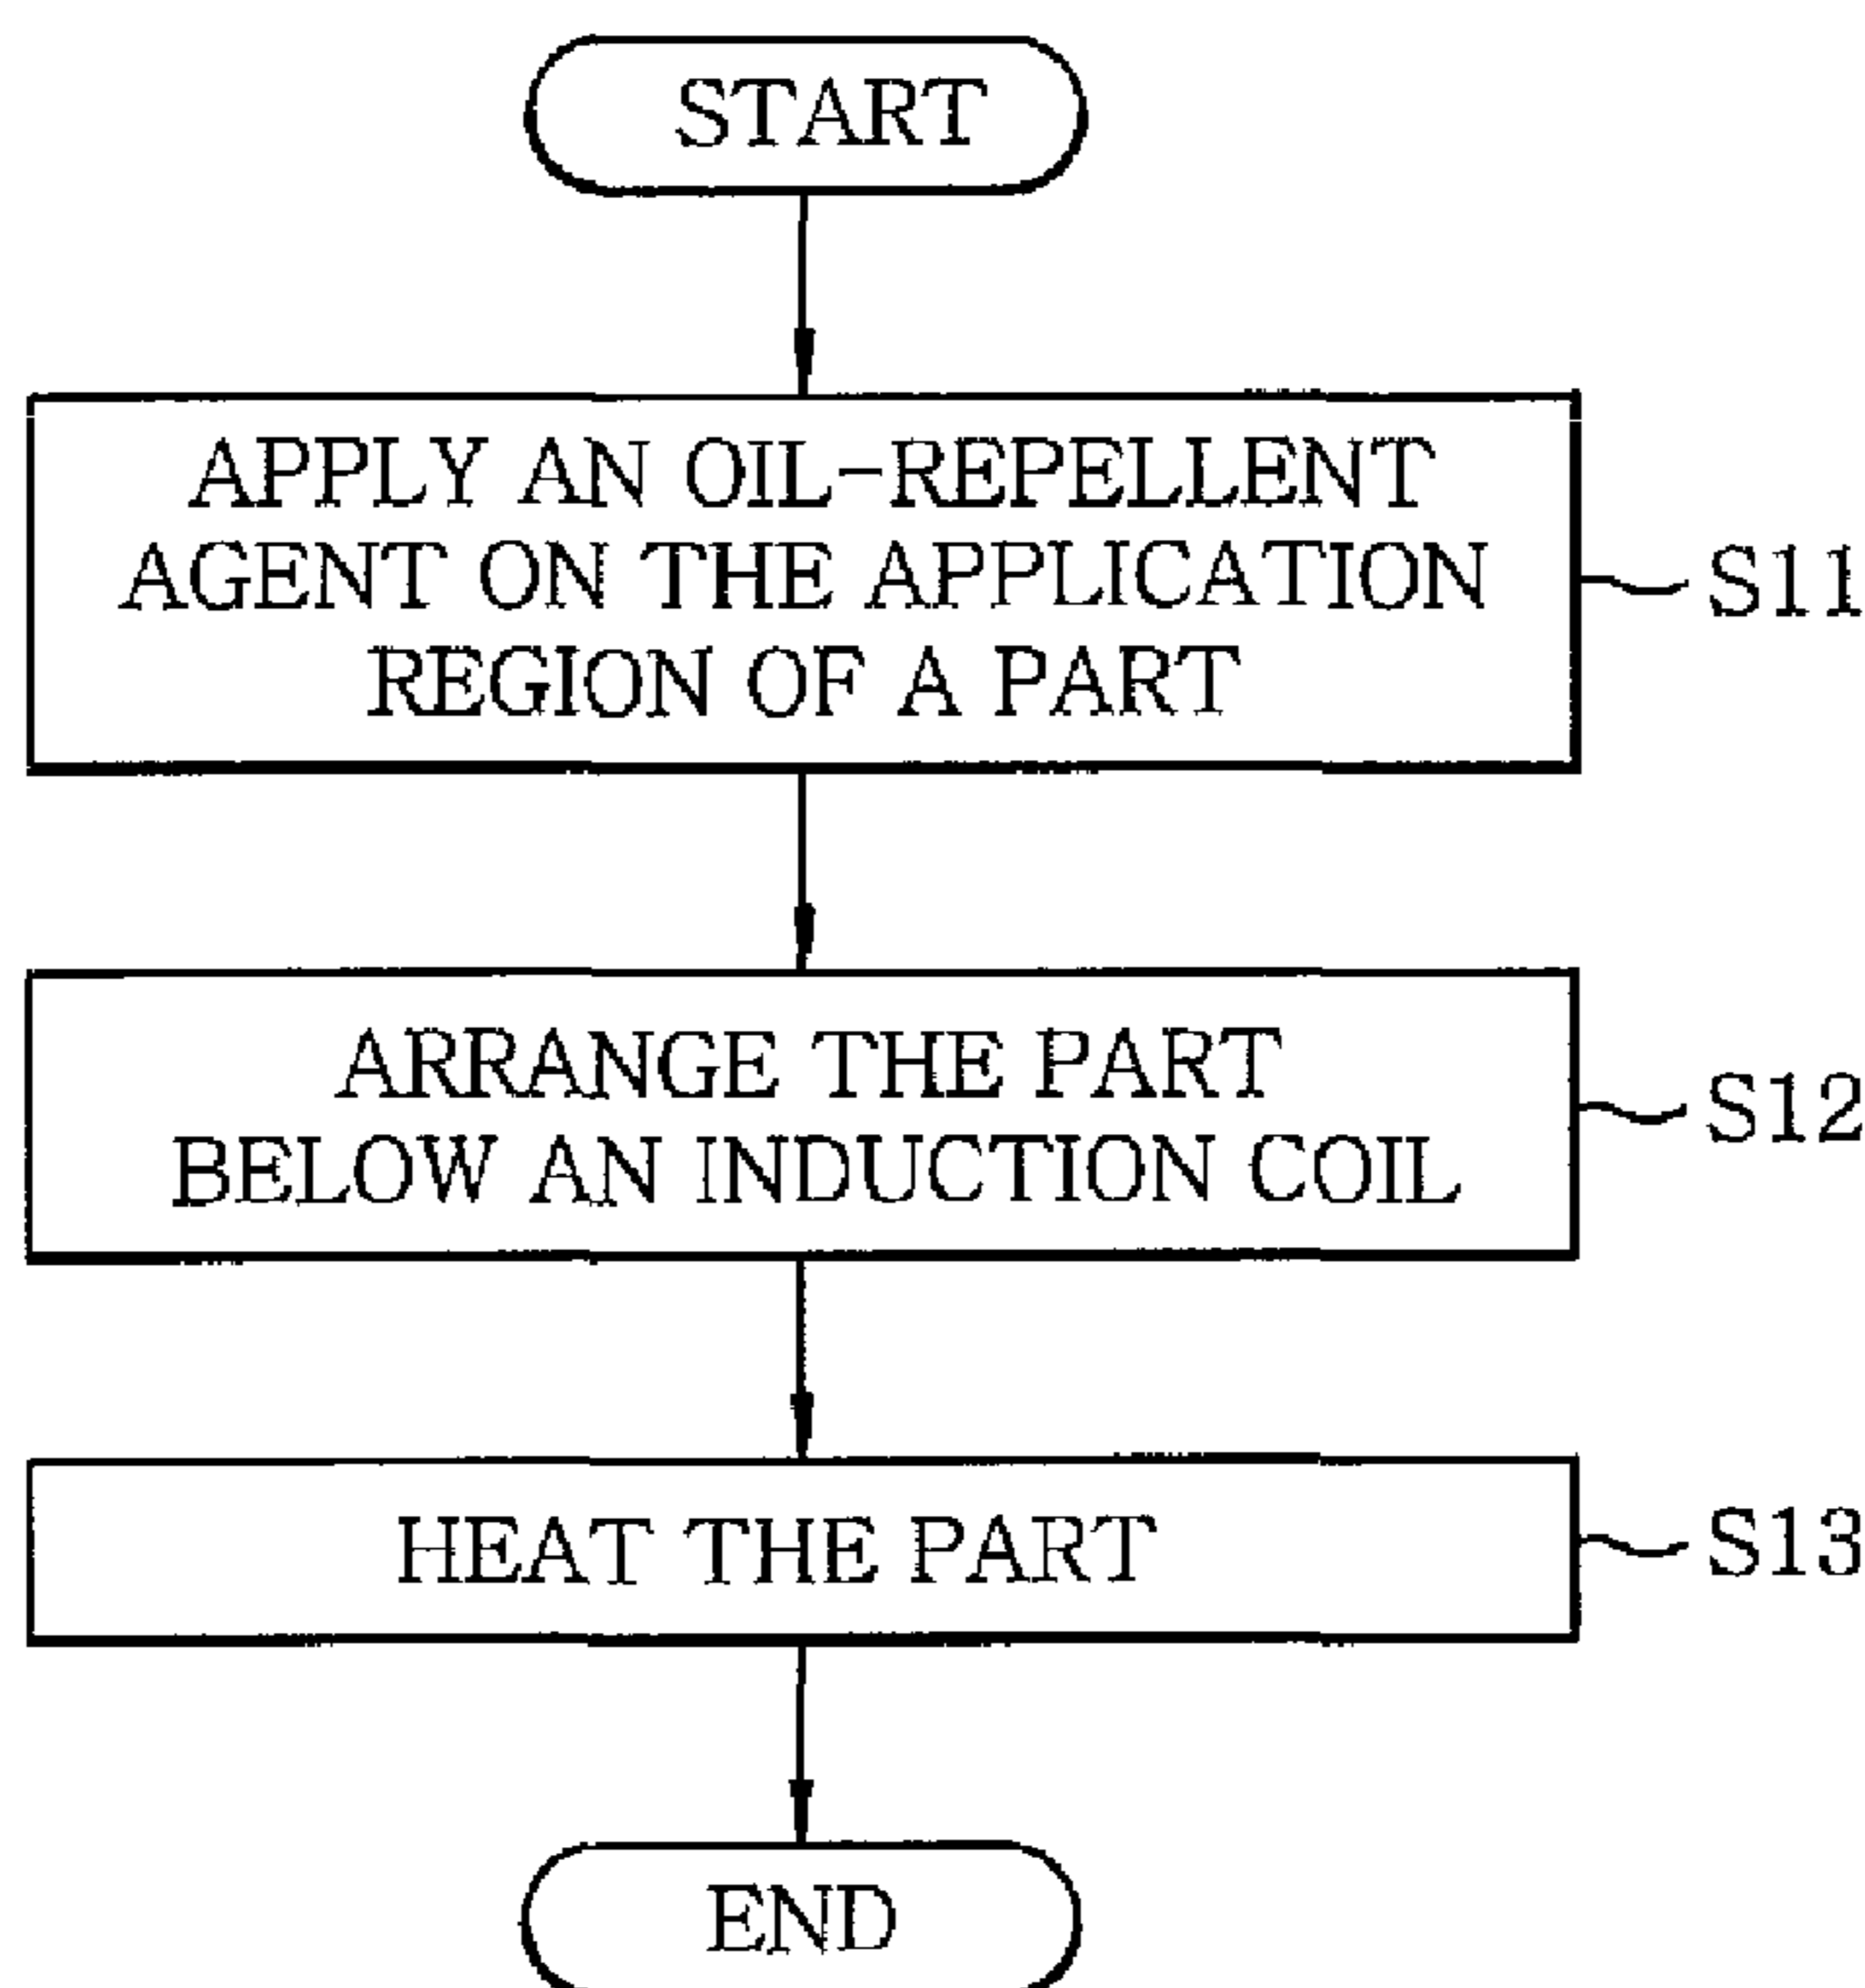 START
APPLY AN OIL-REPELLENT
AGENT ON THE APPLICATION
REGION OF A PART
S11
ARRANGE THE PART
BELOW AN INDUCTION COIL
S12
HEAT THE PART
S13
END